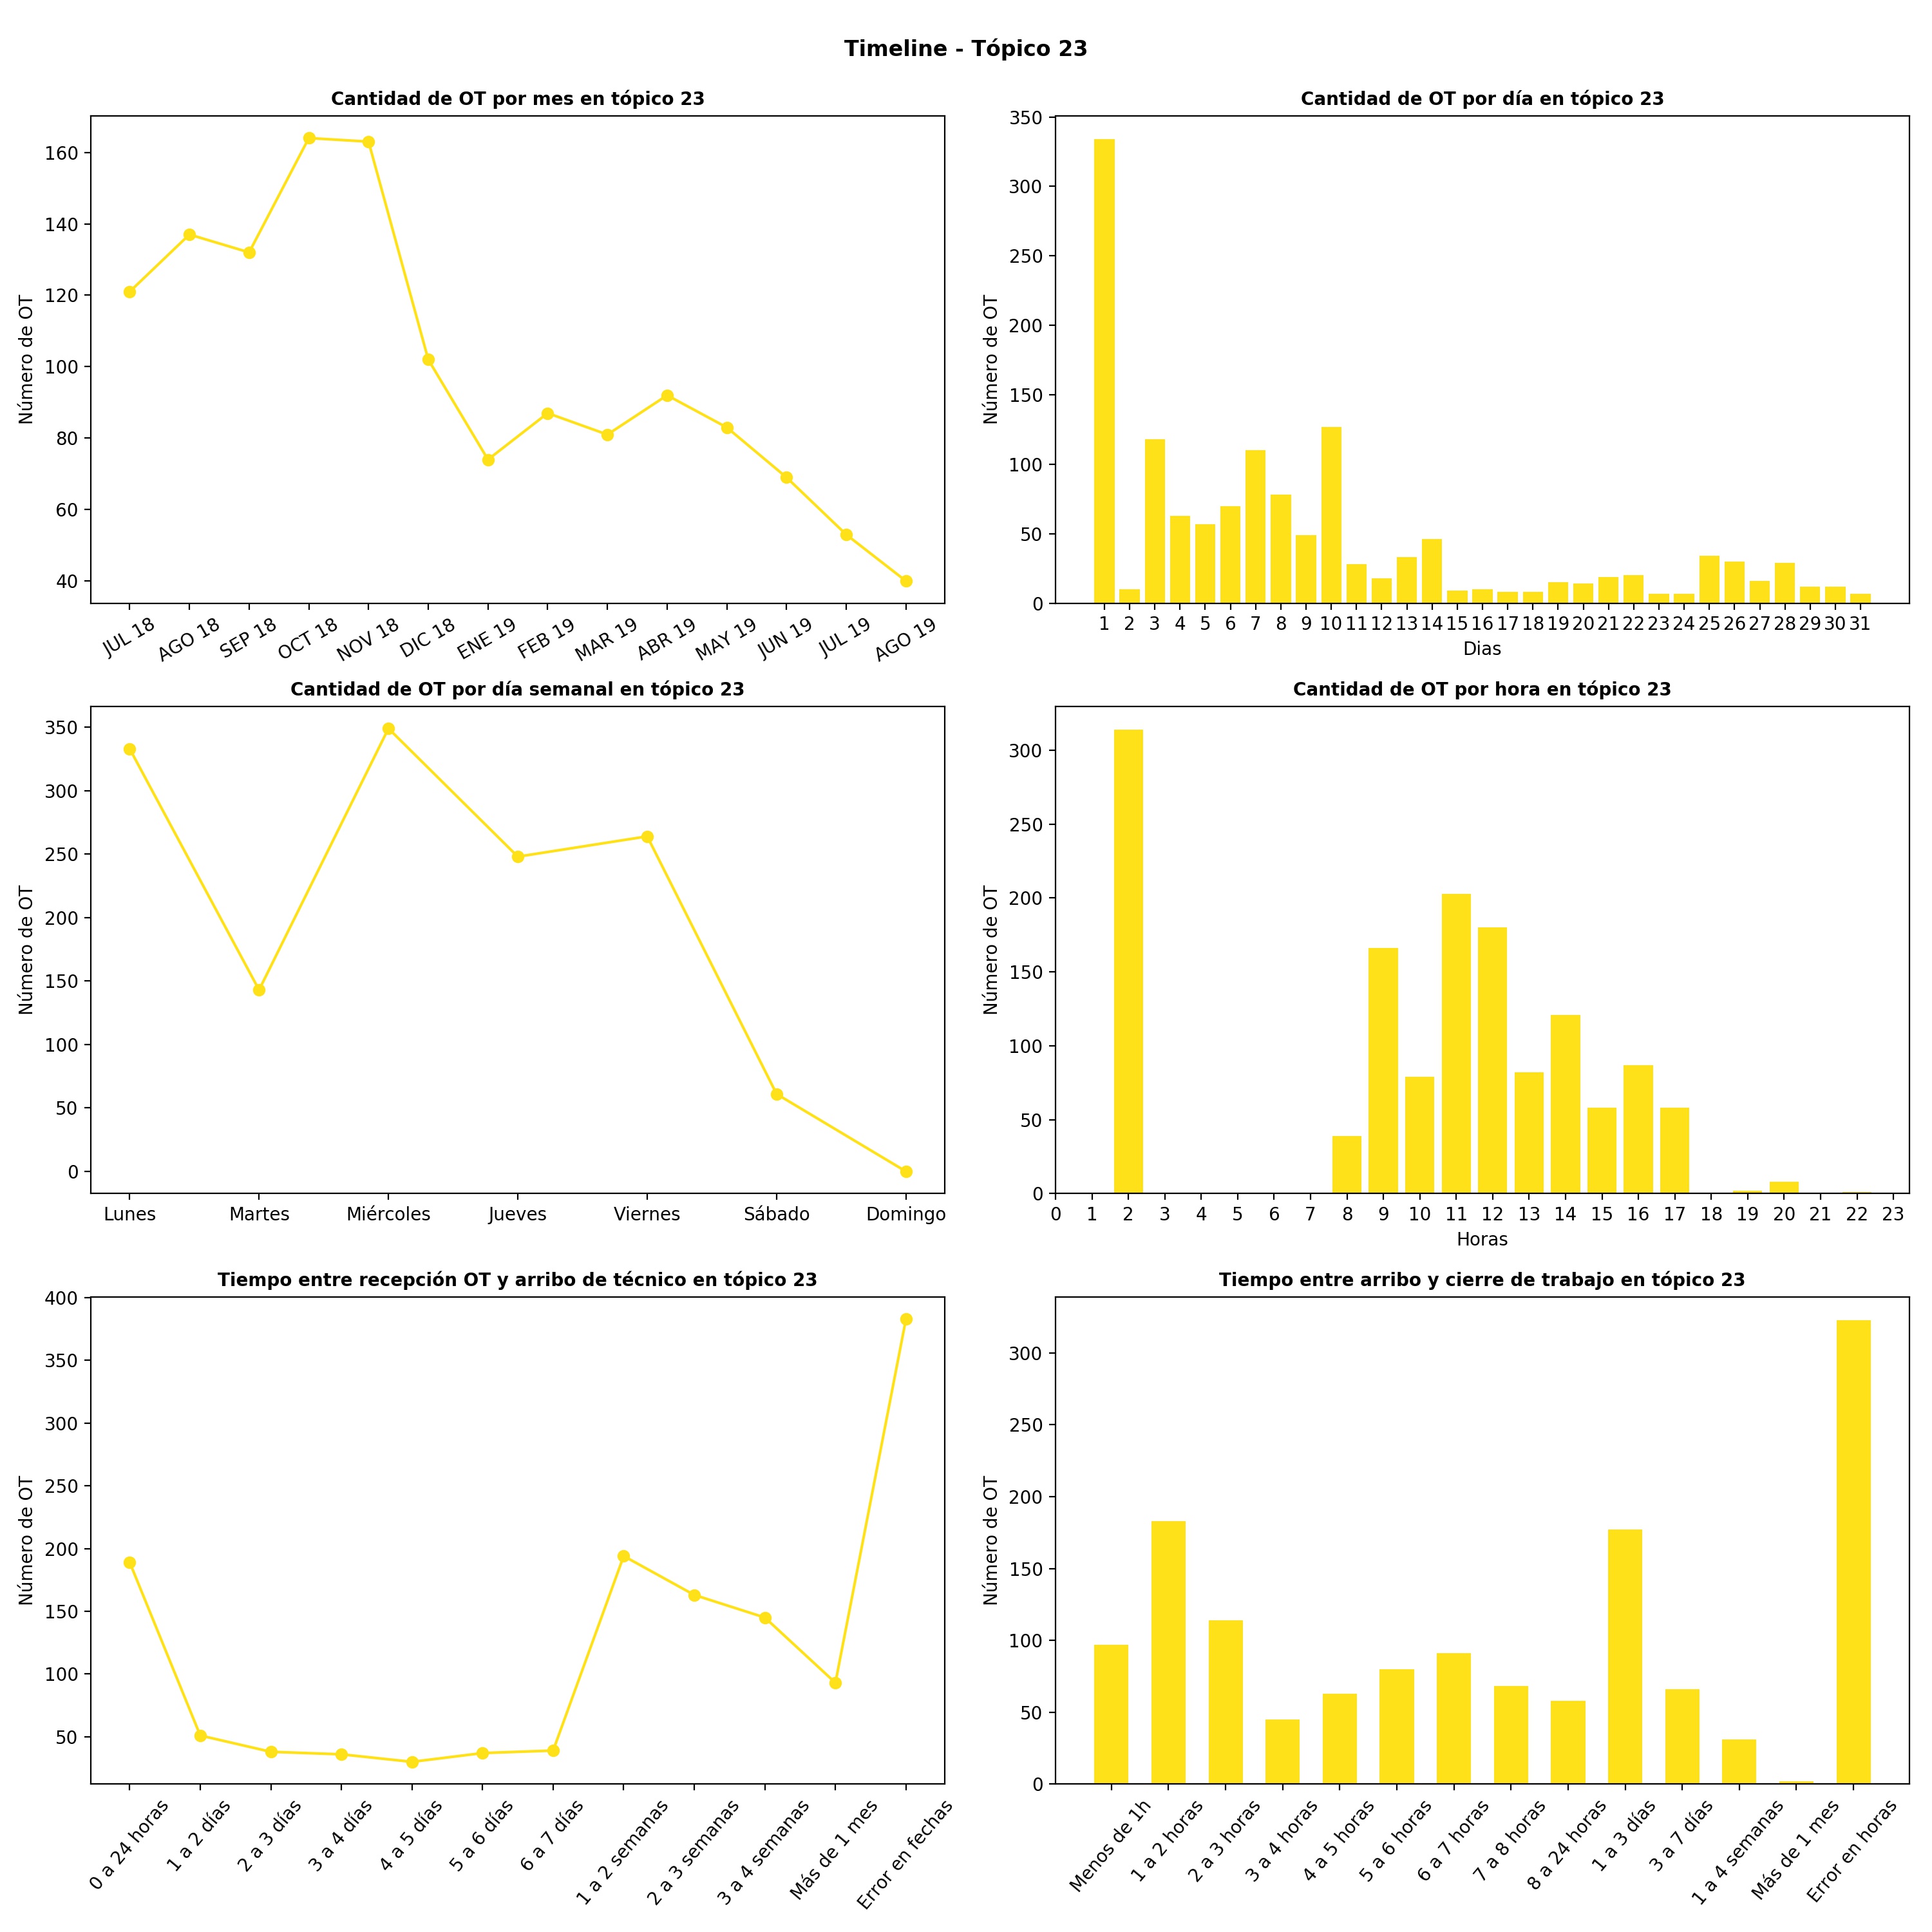 Timeline - Tópico 23
Cantidad de OT por mes en tópico 23
Número de OT
160
140
120
100
80
60
40
JUL 18 AGO 18 SEP 18 OCT 18 NOV 18 DIC 18 ENE 19 FEB 19 MAR 19 ABR 19 MAY 19 JUN 19 JUL 19 AGO 19
Cantidad de OT por día en tópico 23
Número de OT
350
300
250
200
150
100
50
0
1 2 3 4 5 6 7 8 9 10 11 12 13 14 15 16 17 18 19 20 21 22 23 24 25 26 27 28 29 30 31
Dias
Cantidad de OT por día semanal en tópico 23
Número de OT
350
300
250
200
150
100
50
0
Lunes Martes Miércoles Jueves Viernes Sábado Domingo
Cantidad de OT por hora en tópico 23
Número de OT
300
250
200
150
100
50
0
0 1 2 3 4 5 6 7 8 9 10 11 12 13 14 15 16 17 18 19 20 21 22 23
Horas
Tiempo entre recepción OT y arribo de técnico en tópico 23
Número de OT
400
350
300
250
200
150
100
50
0 a 24 horas 1 a 2 días 2 a 3 días 3 a 4 días 4 a 5 días 5 a 6 días 6 a 7 días 1 a 2 semanas 2 a 3 semanas 3 a 4 semanas Más de 1 mes Error en fechas
Tiempo entre arribo y cierre de trabajo en tópico 23
Número de OT
300
250
200
150
100
50
0
Menos de 1h 1 a 2 horas 2 a 3 horas 3 a 4 horas 4 a 5 horas 5 a 6 horas 6 a 7 horas 7 a 8 horas 8 a 24 horas 1 a 3 días 3 a 7 días 1 a 4 semanas Más de 1 mes Error en horas